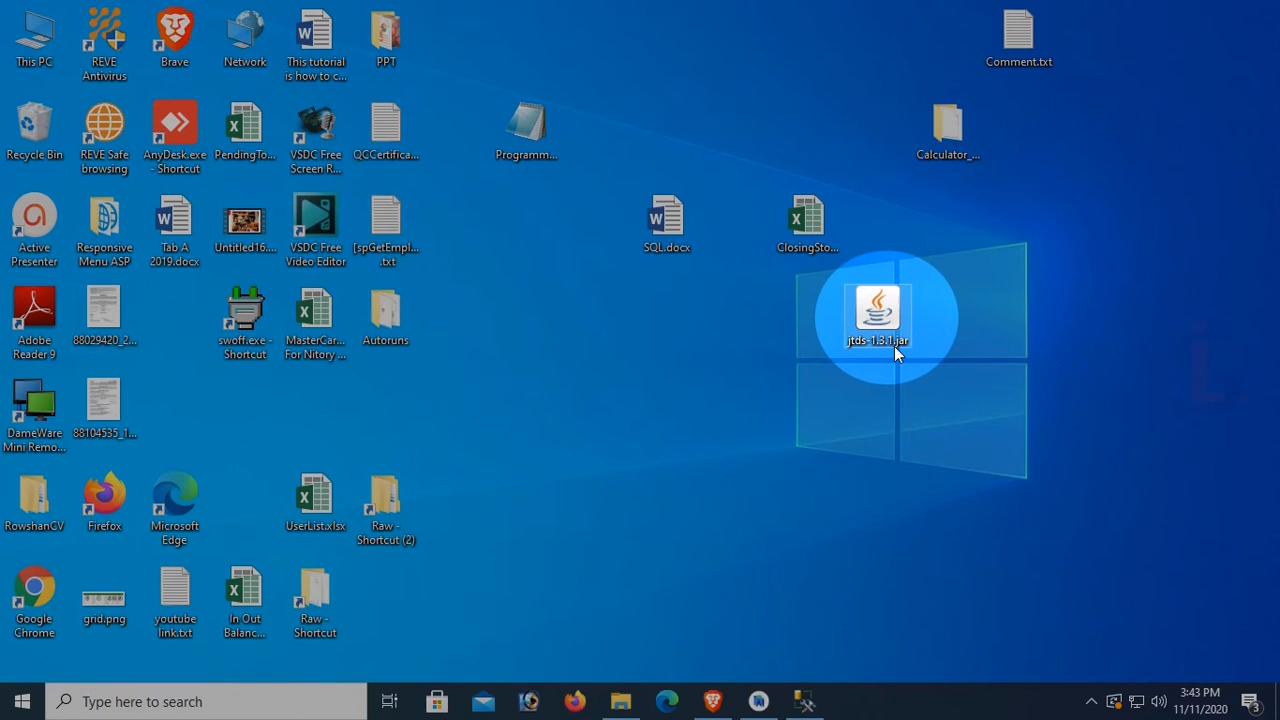 This PC
REVE
Antivirus
Brave
Network
This tutorial
is how to c...
PPT
Comment.txt
Recycle Bin
REVE Safe
browsing
AnyDesk.exe
- Shortcut
PendingTo...
VSDC Free
Screen R...
QCCertifica...
Programm...
Calculator_...
Active
Presenter
Responsive
Menu ASP
Tab A
2019.docx
Untitled16....
VSDC Free
Video Editor
[spGetEmpl...
.txt
SQL.docx
ClosingSto...
Adobe
Reader 9
88029420_2...
swoff.exe -
Shortcut
MasterCar...
For Nitory ...
Autoruns
jtds-1.3.1.jar
DameWare
Mini Remo...
88104535_1...
RowshanCV
Firefox
Microsoft
Edge
UserList.xlsx
Raw -
Shortcut (2)
Google
Chrome
grid.png
youtube
link.txt
In Out
Balanc...
Raw -
Shortcut
Type here to search
3:43 PM
11/11/2020
3